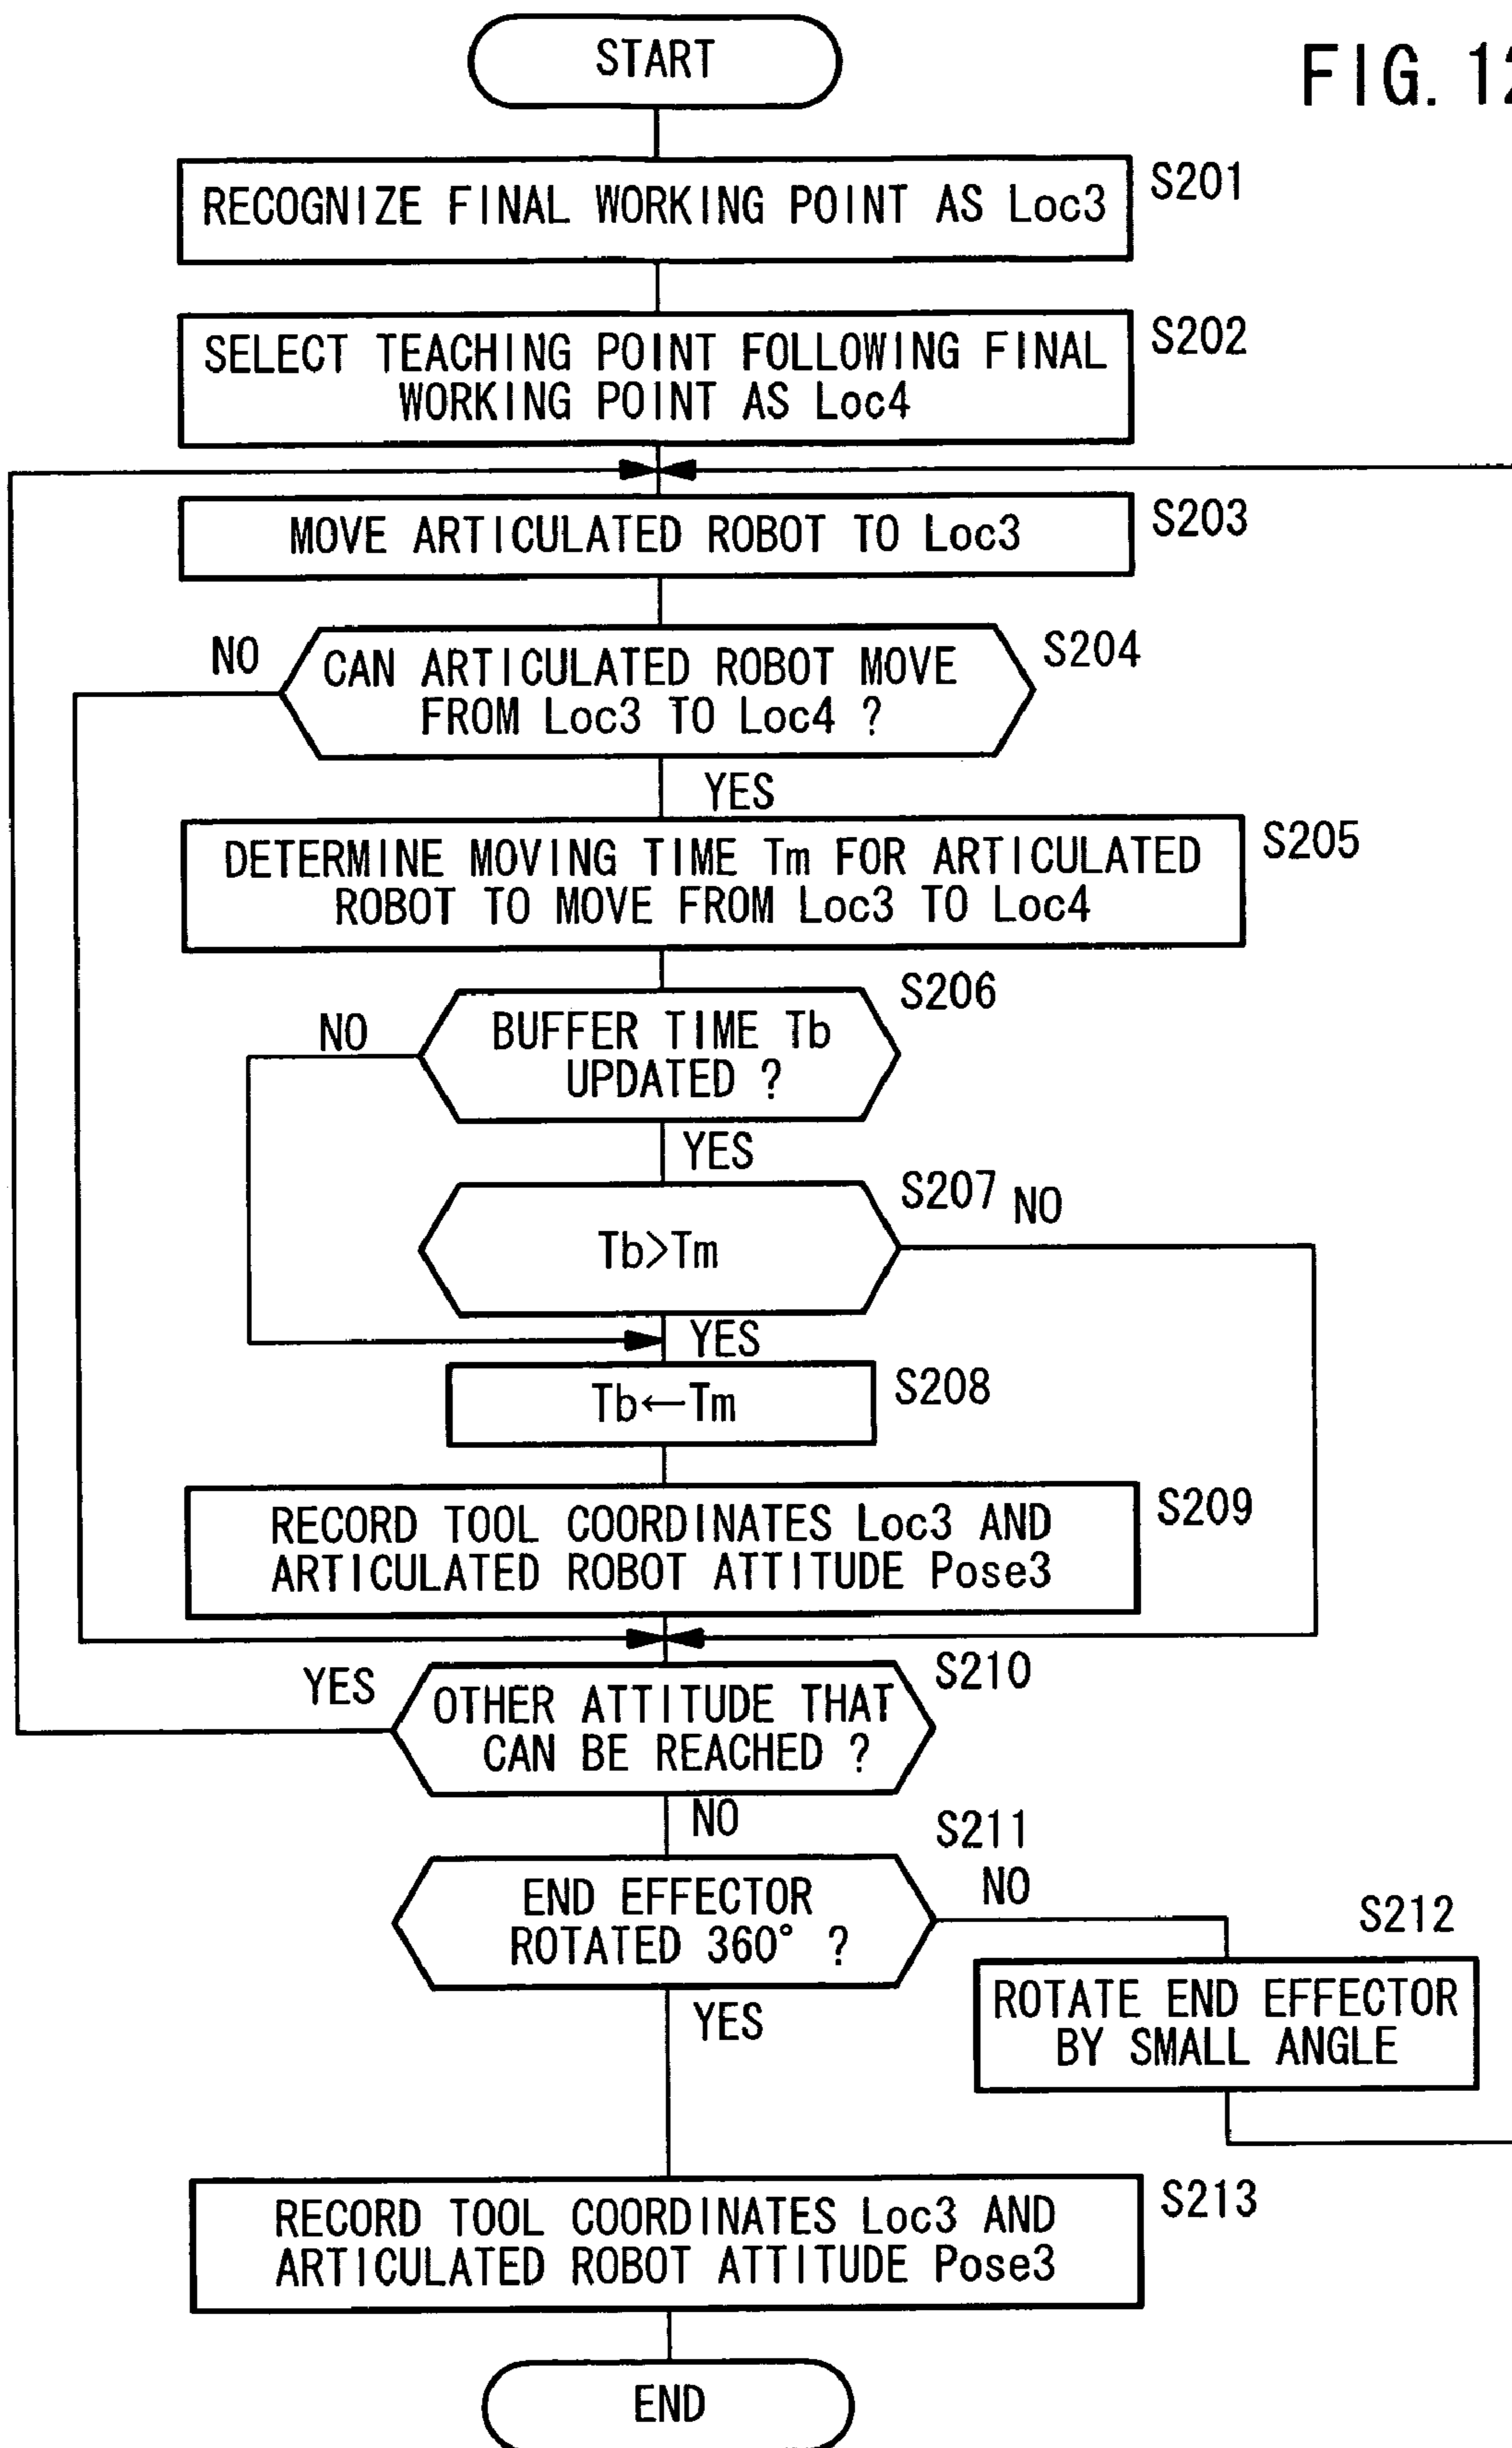 START
FIG. 12
RECOGNIZE FINAL WORKING POINT AS Loc3
S201
SELECT TEACHING POINT FOLLOWING FINAL
WORKING POINT AS Loc4
S202
MOVE ARTICULATED ROBOT TO Loc3
S203
NO
CAN ARTICULATED ROBOT MOVE
FROM Loc3 TO Loc4 ?
S204
YES
DETERMINE MOVING TIME Tm FOR ARTICULATED
ROBOT TO MOVE FROM Loc3 TO Loc4
S205
S206
NO
BUFFER TIME Tb
UPDATED ?
YES
S207
NO
Tb>Tm
YES
Tb←Tm
S208
RECORD TOOL COORDINATES Loc3 AND
ARTICULATED ROBOT ATTITUDE Pose3
S209
YES
S210
OTHER ATTITUDE THAT
CAN BE REACHED ?
NO
S211
NO
END EFFECTOR
ROTATED 360° ?
S212
YES
ROTATE END EFFECTOR
BY SMALL ANGLE
RECORD TOOL COORDINATES Loc3 AND
ARTICULATED ROBOT ATTITUDE Pose3
S213
END